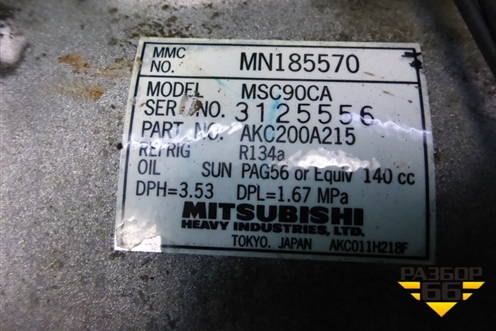 MMC
NO. MN185570
MODEL MSC90CA
SER NO. 3125556
PART NO. AKC200A215
REFRIG R134a
OIL SUN PAG56 or Equiv 140 cc
DPH=3.53 DPL=1.67 MPa
MITSUBISHI
HEAVY INDUSTRIES, LTD.
TOKYO. JAPAN AKC011H218F
РАЗБОР
66